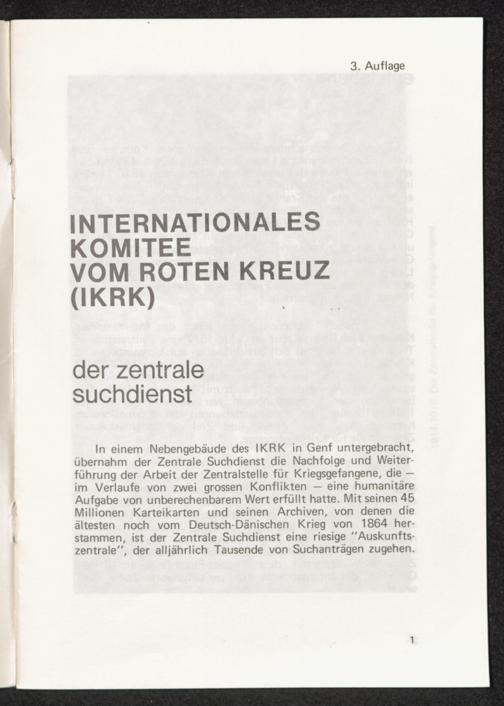 3. Auflage
INTERNATIONALES
KOMITEE
VOM ROTEN KREUZ
(IKRK)
der zentrale
suchdienst
In einem Nebengebäude des IKRK in Genf untergebracht,
übernahm der Zentrale Suchdienst die Nachfolge und Weiter-
führung der Arbeit der Zentralstelle für Kriegsgefangene, die —
im Verlaufe von zwei grossen Konflikten — eine humanitäre
Aufgabe von unberechenbarem Wert erfüllt hatte. Mit seinen 45
Millionen Karteikarten und seinen Archiven, von denen die
ältesten noch vom Deutsch-Dänischen Krieg von 1864 her-
stammen, ist der Zentrale Suchdienst eine riesige "Auskunfts-
zentrale", der alljährlich Tausende von Suchanträgen zugehen.
1